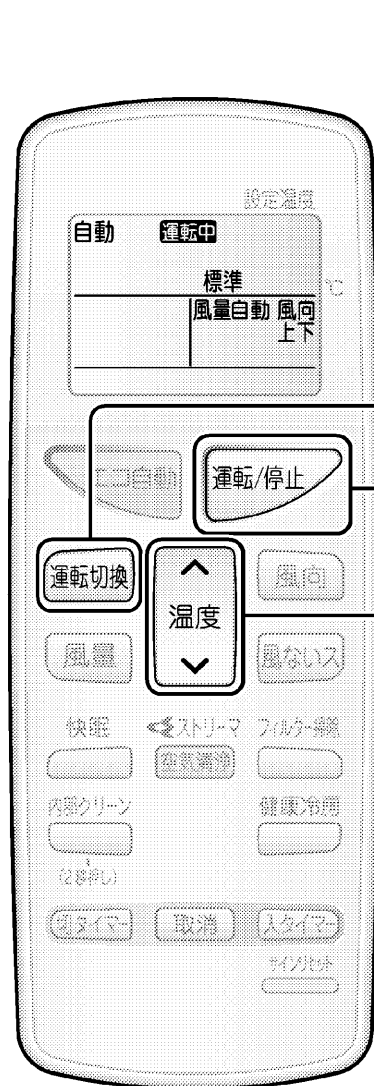 設定温度
自動 運転中
標準
℃
風量自動 風向
上下
エコ自動 運転/停止
運転切換 温度 風向
風量 風ないス
快眠 ストリーマ フィルター掃除
空気清浄
内部クリーン 健康冷房
(2秒押し)
切タイマー 取消 入タイマー
サインリセット